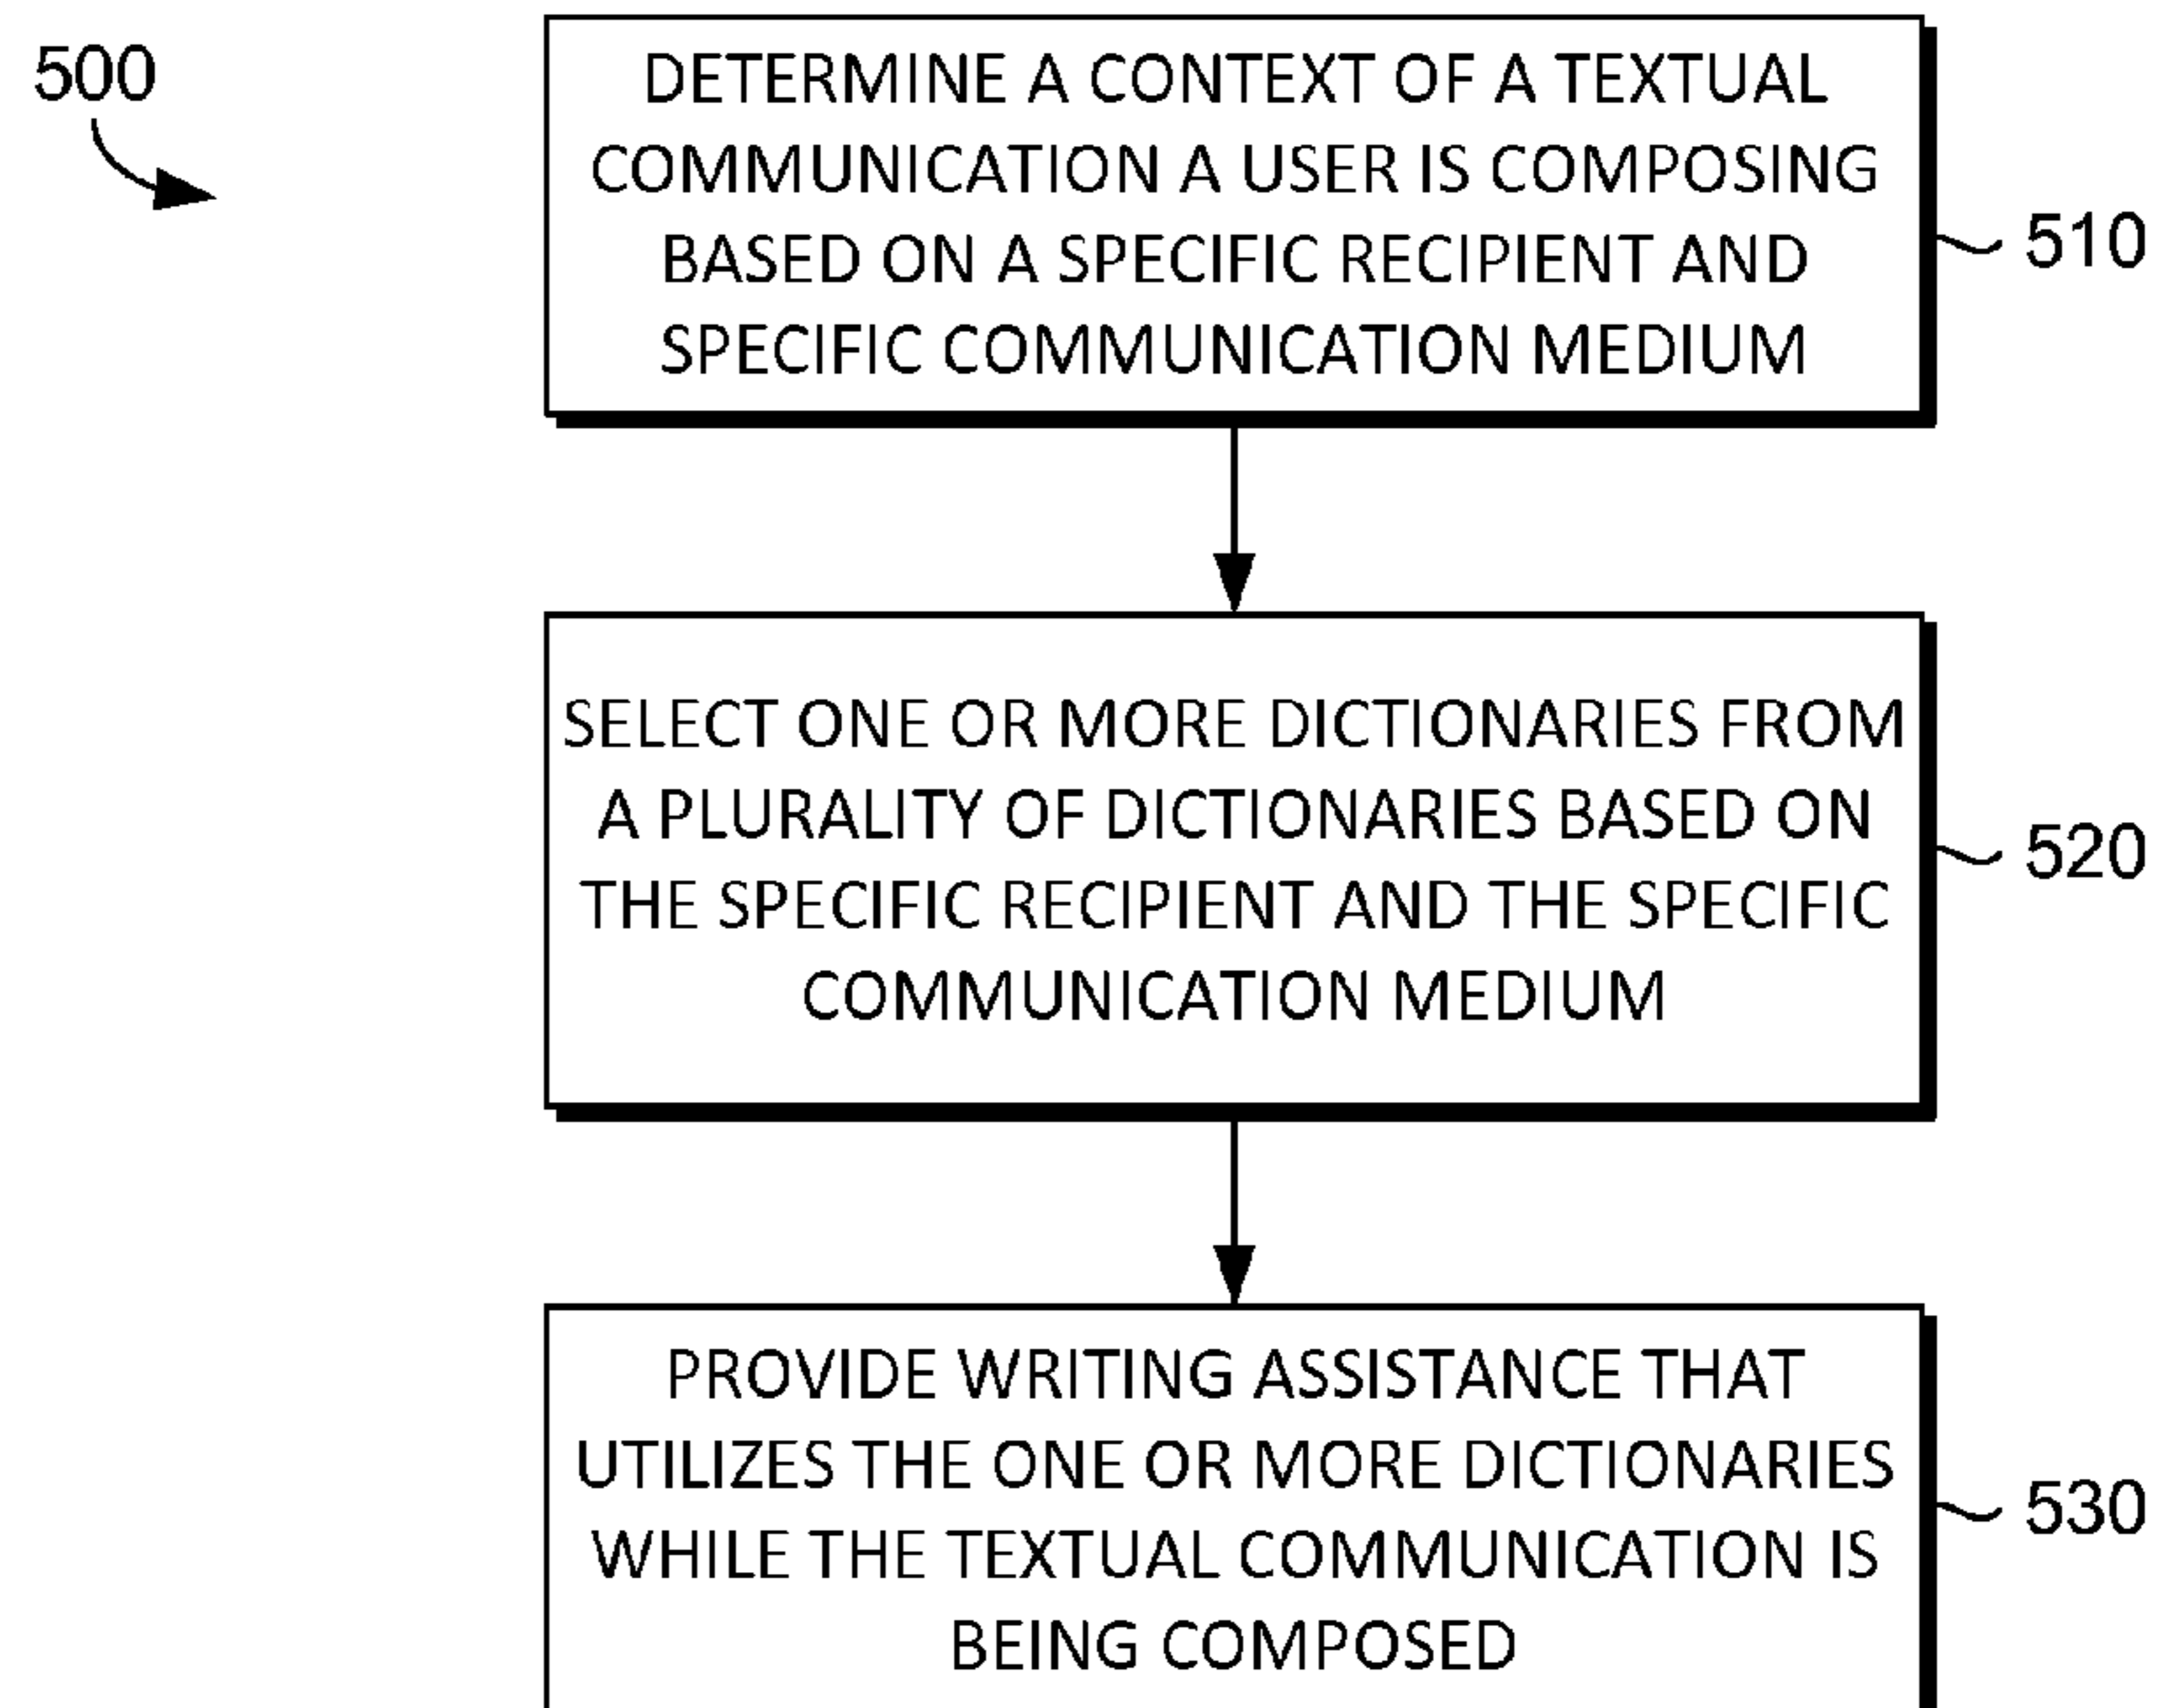 500
DETERMINE A CONTEXT OF A TEXTUAL
COMMUNICATION A USER IS COMPOSING
BASED ON A SPECIFIC RECIPIENT AND
SPECIFIC COMMUNICATION MEDIUM
510
SELECT ONE OR MORE DICTIONARIES FROM
A PLURALITY OF DICTIONARIES BASED ON
THE SPECIFIC RECIPIENT AND THE SPECIFIC
COMMUNICATION MEDIUM
520
PROVIDE WRITING ASSISTANCE THAT
UTILIZES THE ONE OR MORE DICTIONARIES
WHILE THE TEXTUAL COMMUNICATION IS
BEING COMPOSED
530